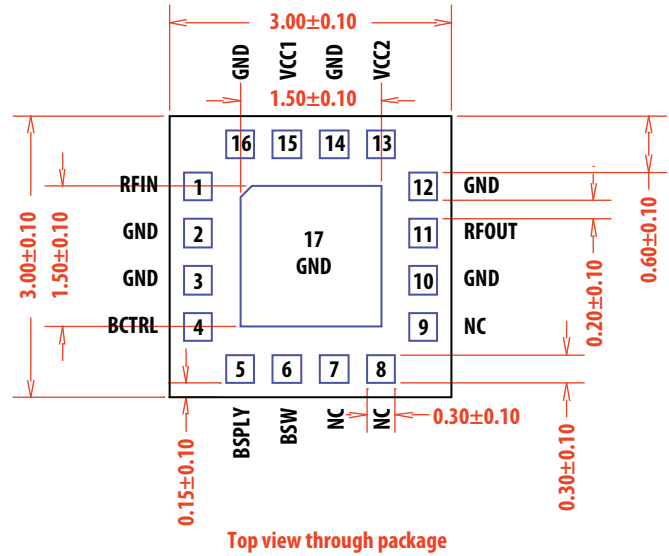 3.00±0.10
GND
VCC1
GND
VCC2
1.50±0.10
16
15
14
13
RFIN
1
12
GND
GND
2
11
RFOUT
17
GND
GND
3
10
GND
BCTRL
4
9
NC
3.00±0.10
1.50±0.10
0.60±0.10
0.20±0.10
5
6
7
8
BSPLY
BSW
NC
NC
0.30±0.10
0.15±0.10
0.30±0.10
Top view through package